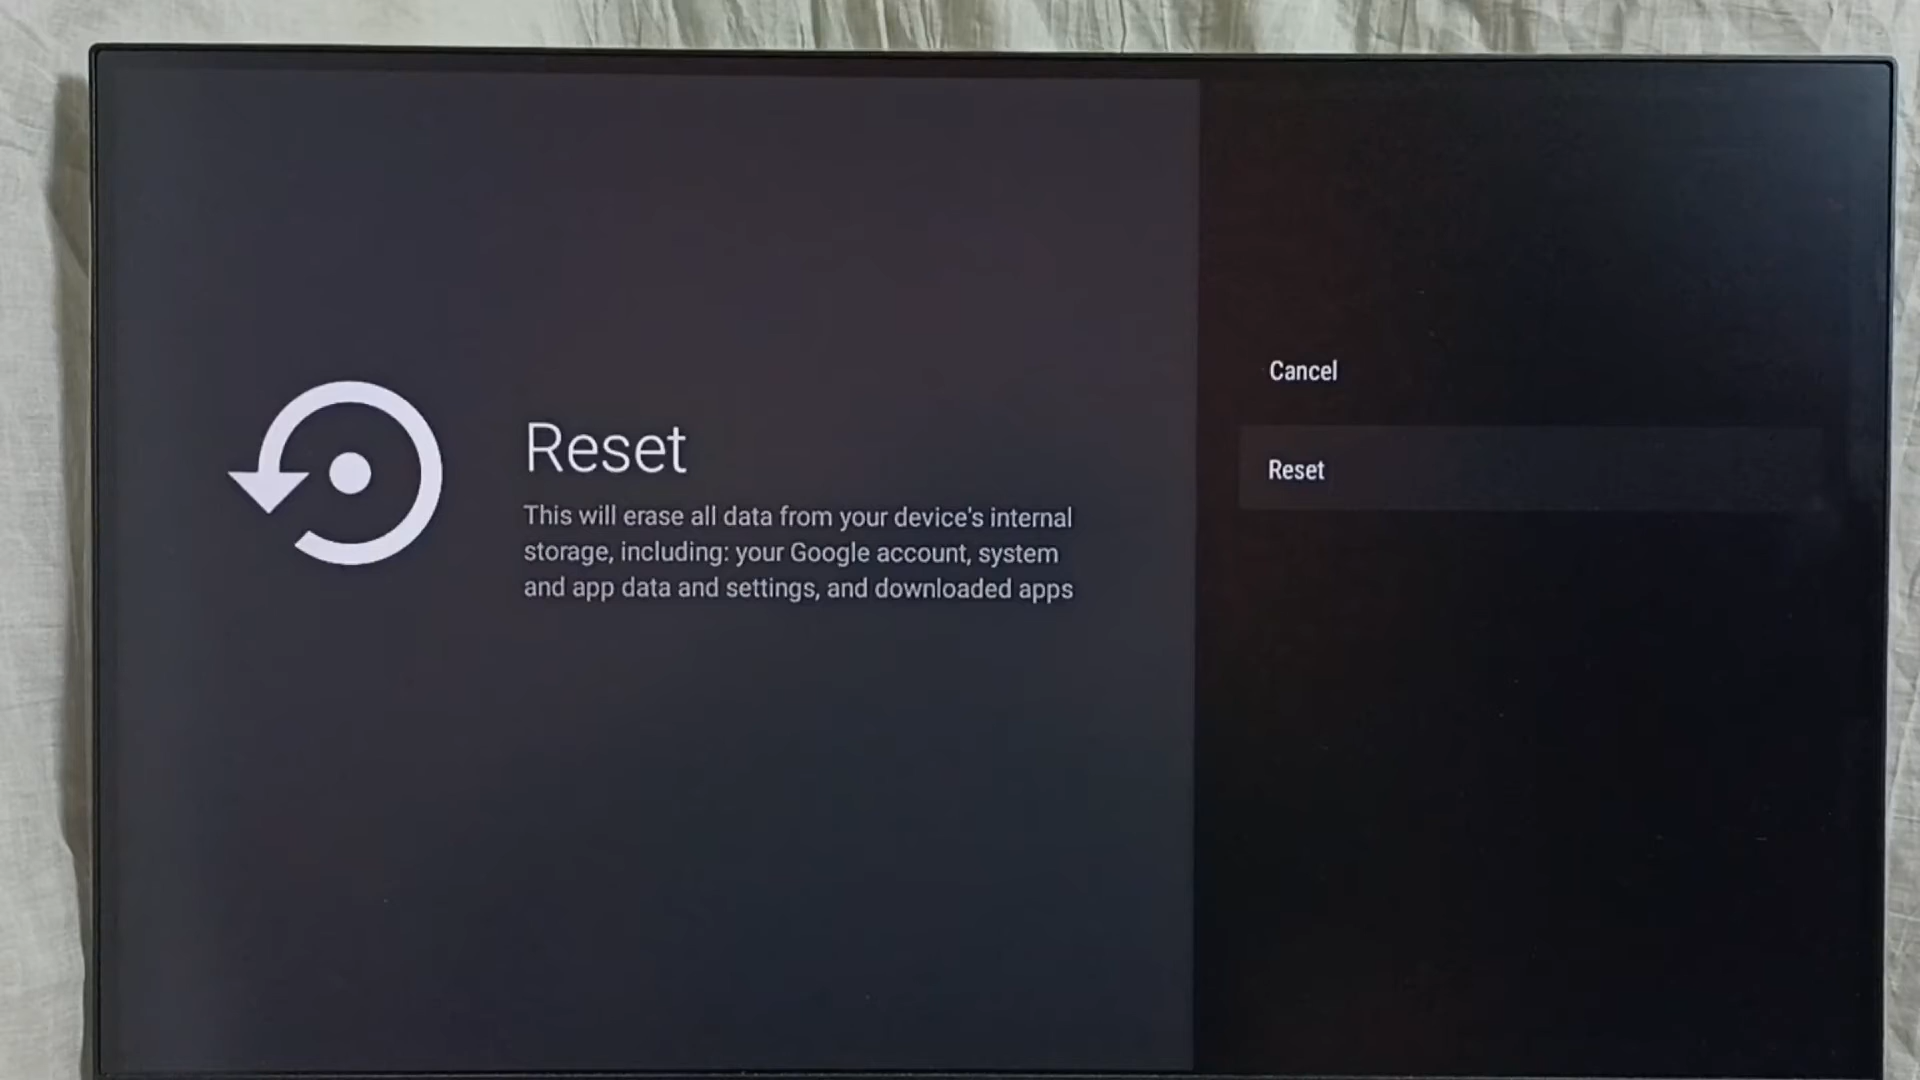 Reset
This will erase all data from your device's internal
storage, including: your Google account, system
and app data and settings, and downloaded apps
Cancel
Reset